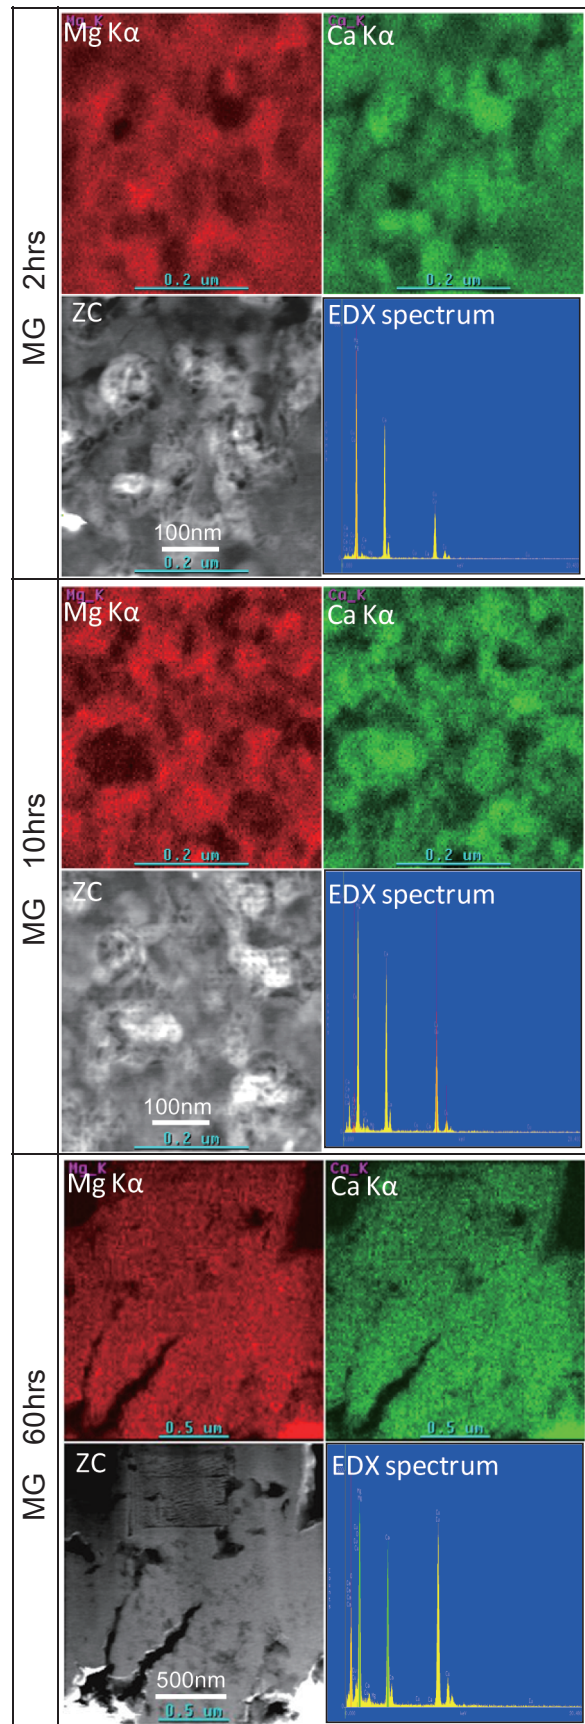 MG 2hrs
Mg_K
Mg Kα
0.2 um
Ca_K
Ca Kα
0.2 um
ZC
100nm
0.2 um
EDX spectrum
MG 10hrs
Mg_K
Mg Kα
0.2 um
Ca_K
Ca Kα
0.2 um
ZC
100nm
0.2 um
EDX spectrum
MG 60hrs
Mg_K
Mg Kα
0.5 um
Ca_K
Ca Kα
0.5 um
ZC
500nm
0.5 um
EDX spectrum